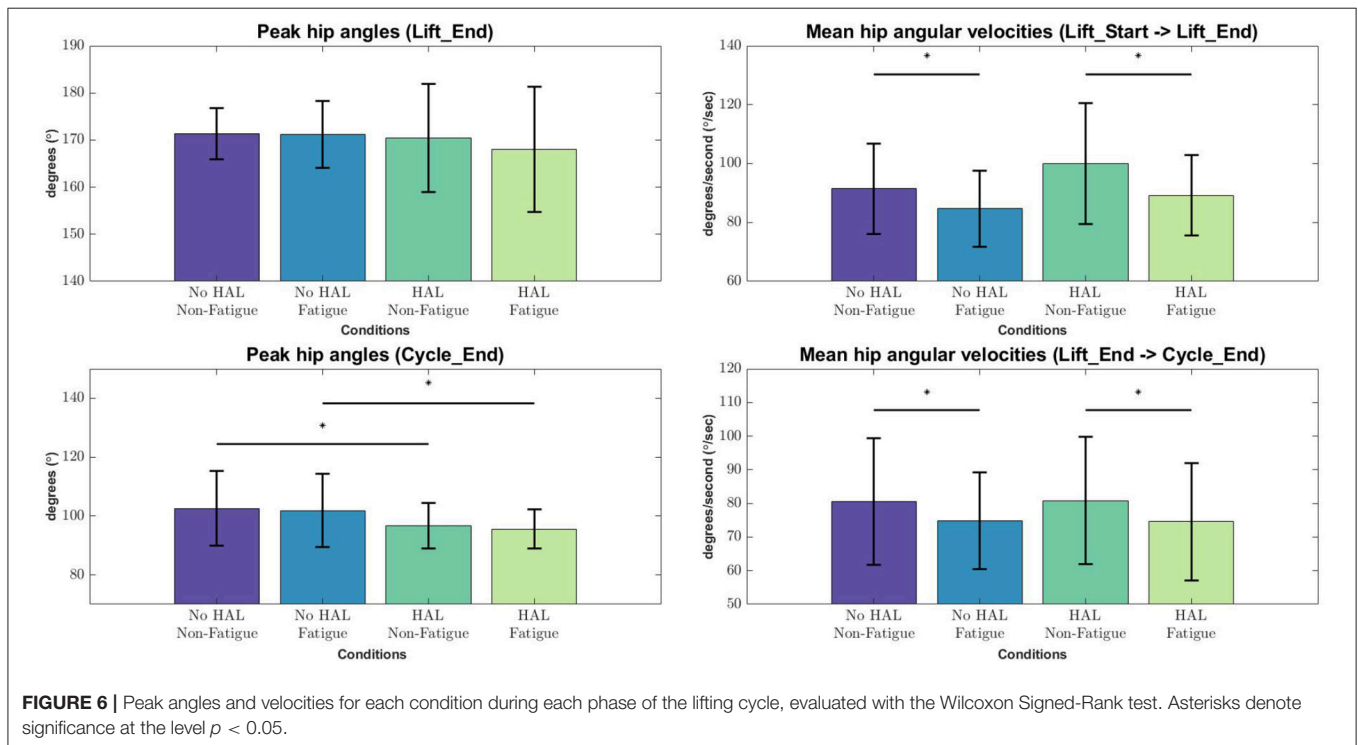 Peak hip angles (Lift_End)
190
180
170
160
150
140
degrees (°)
No HAL
Non-Fatigue
No HAL
Fatigue
HAL
Non-Fatigue
HAL
Fatigue
Conditions
Mean hip angular velocities (Lift_Start -> Lift_End)
140
120
100
80
60
degrees/second (°/sec)
*
*
No HAL
Non-Fatigue
No HAL
Fatigue
HAL
Non-Fatigue
HAL
Fatigue
Conditions
Peak hip angles (Cycle_End)
140
120
100
80
degrees (°)
*
*
No HAL
Non-Fatigue
No HAL
Fatigue
HAL
Non-Fatigue
HAL
Fatigue
Conditions
Mean hip angular velocities (Lift_End -> Cycle_End)
120
110
100
90
80
70
60
50
degrees/second (°/sec)
*
*
No HAL
Non-Fatigue
No HAL
Fatigue
HAL
Non-Fatigue
HAL
Fatigue
Conditions
FIGURE 6 | Peak angles and velocities for each condition during each phase of the lifting cycle, evaluated with the Wilcoxon Signed-Rank test. Asterisks denote
significance at the level p < 0.05.